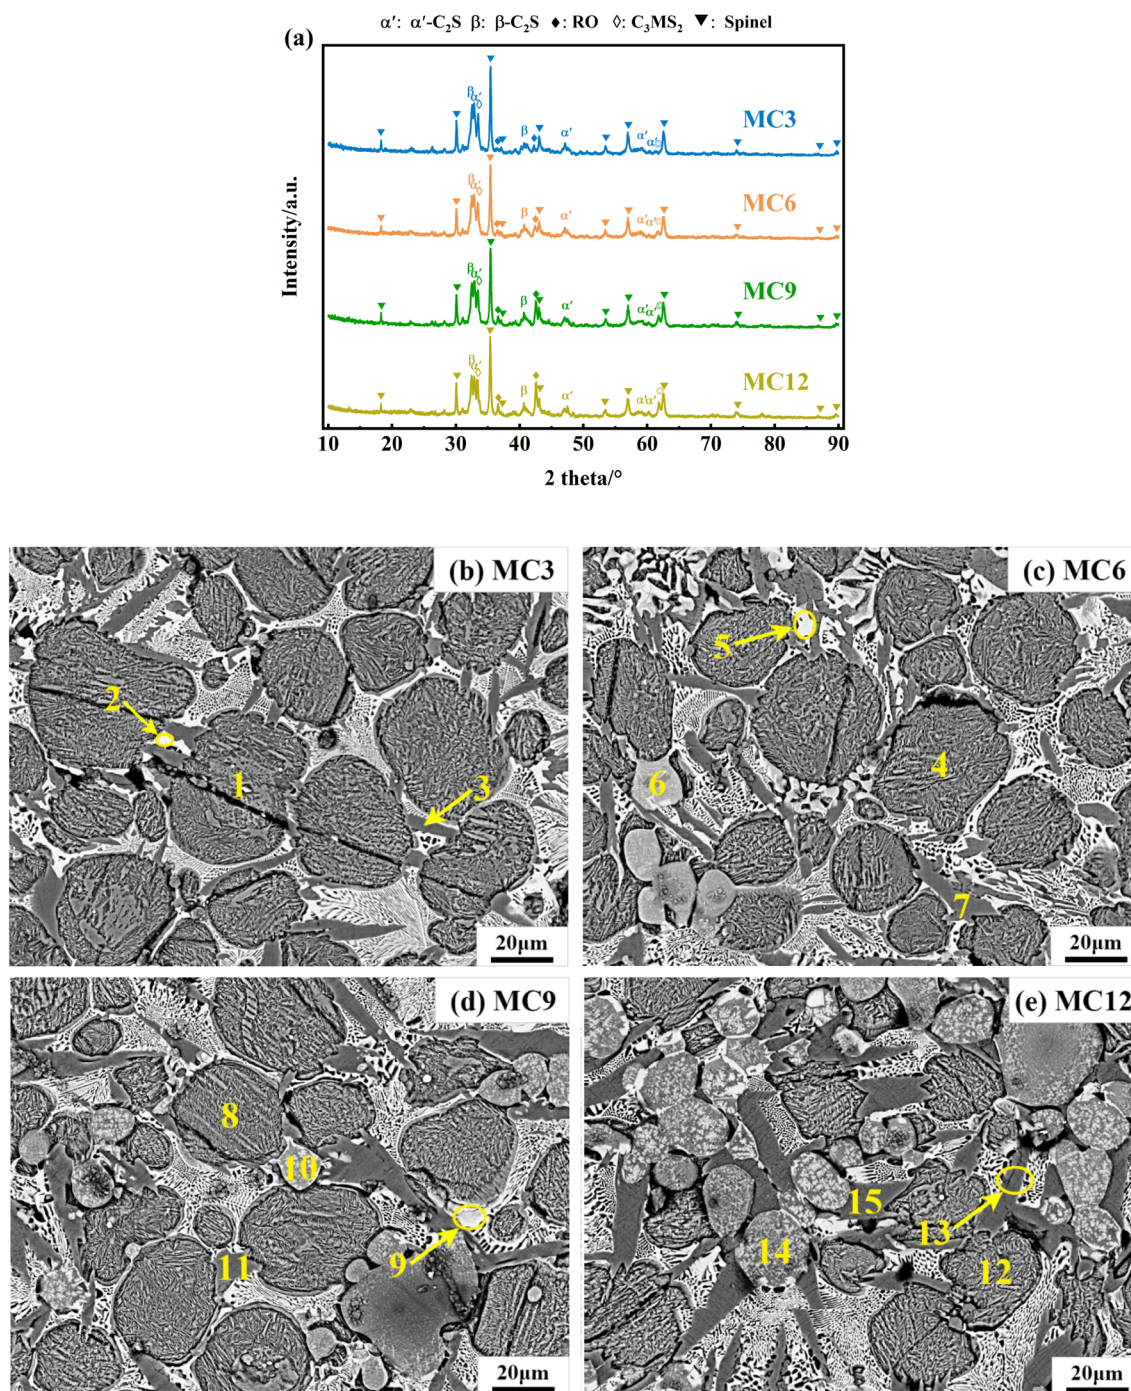 α′: α′-C₂S β: β-C₂S ♦: RO ◊: C₃MS₂ ▼: Spinel
(a)
MC3
β
α′
β
α′
α′
α′
MC6
β
α′
β
α′
α′
α′
MC9
β
α′
β
α′
α′
α′
MC12
β
α′
β
α′
α′
α′
Intensity/a.u.
10 20 30 40 50 60 70 80 90
2 theta/°
(b) MC3
2
1
3
20μm
(c) MC6
5
4
6
7
20μm
(d) MC9
8
10
9
11
20μm
(e) MC12
15
13
14
12
20μm